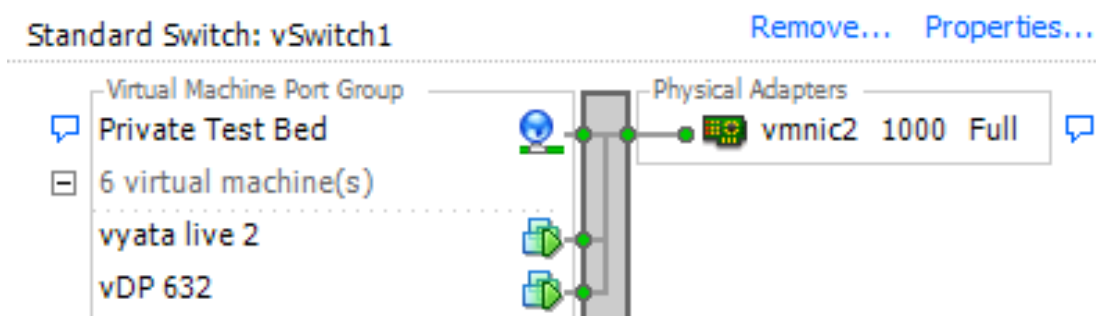 Standard Switch: vSwitch1 Remove... Properties...
Virtual Machine Port Group Physical Adapters
Private Test Bed vmnic2 1000 Full
6 virtual machine(s)
vyata live 2
vDP 632